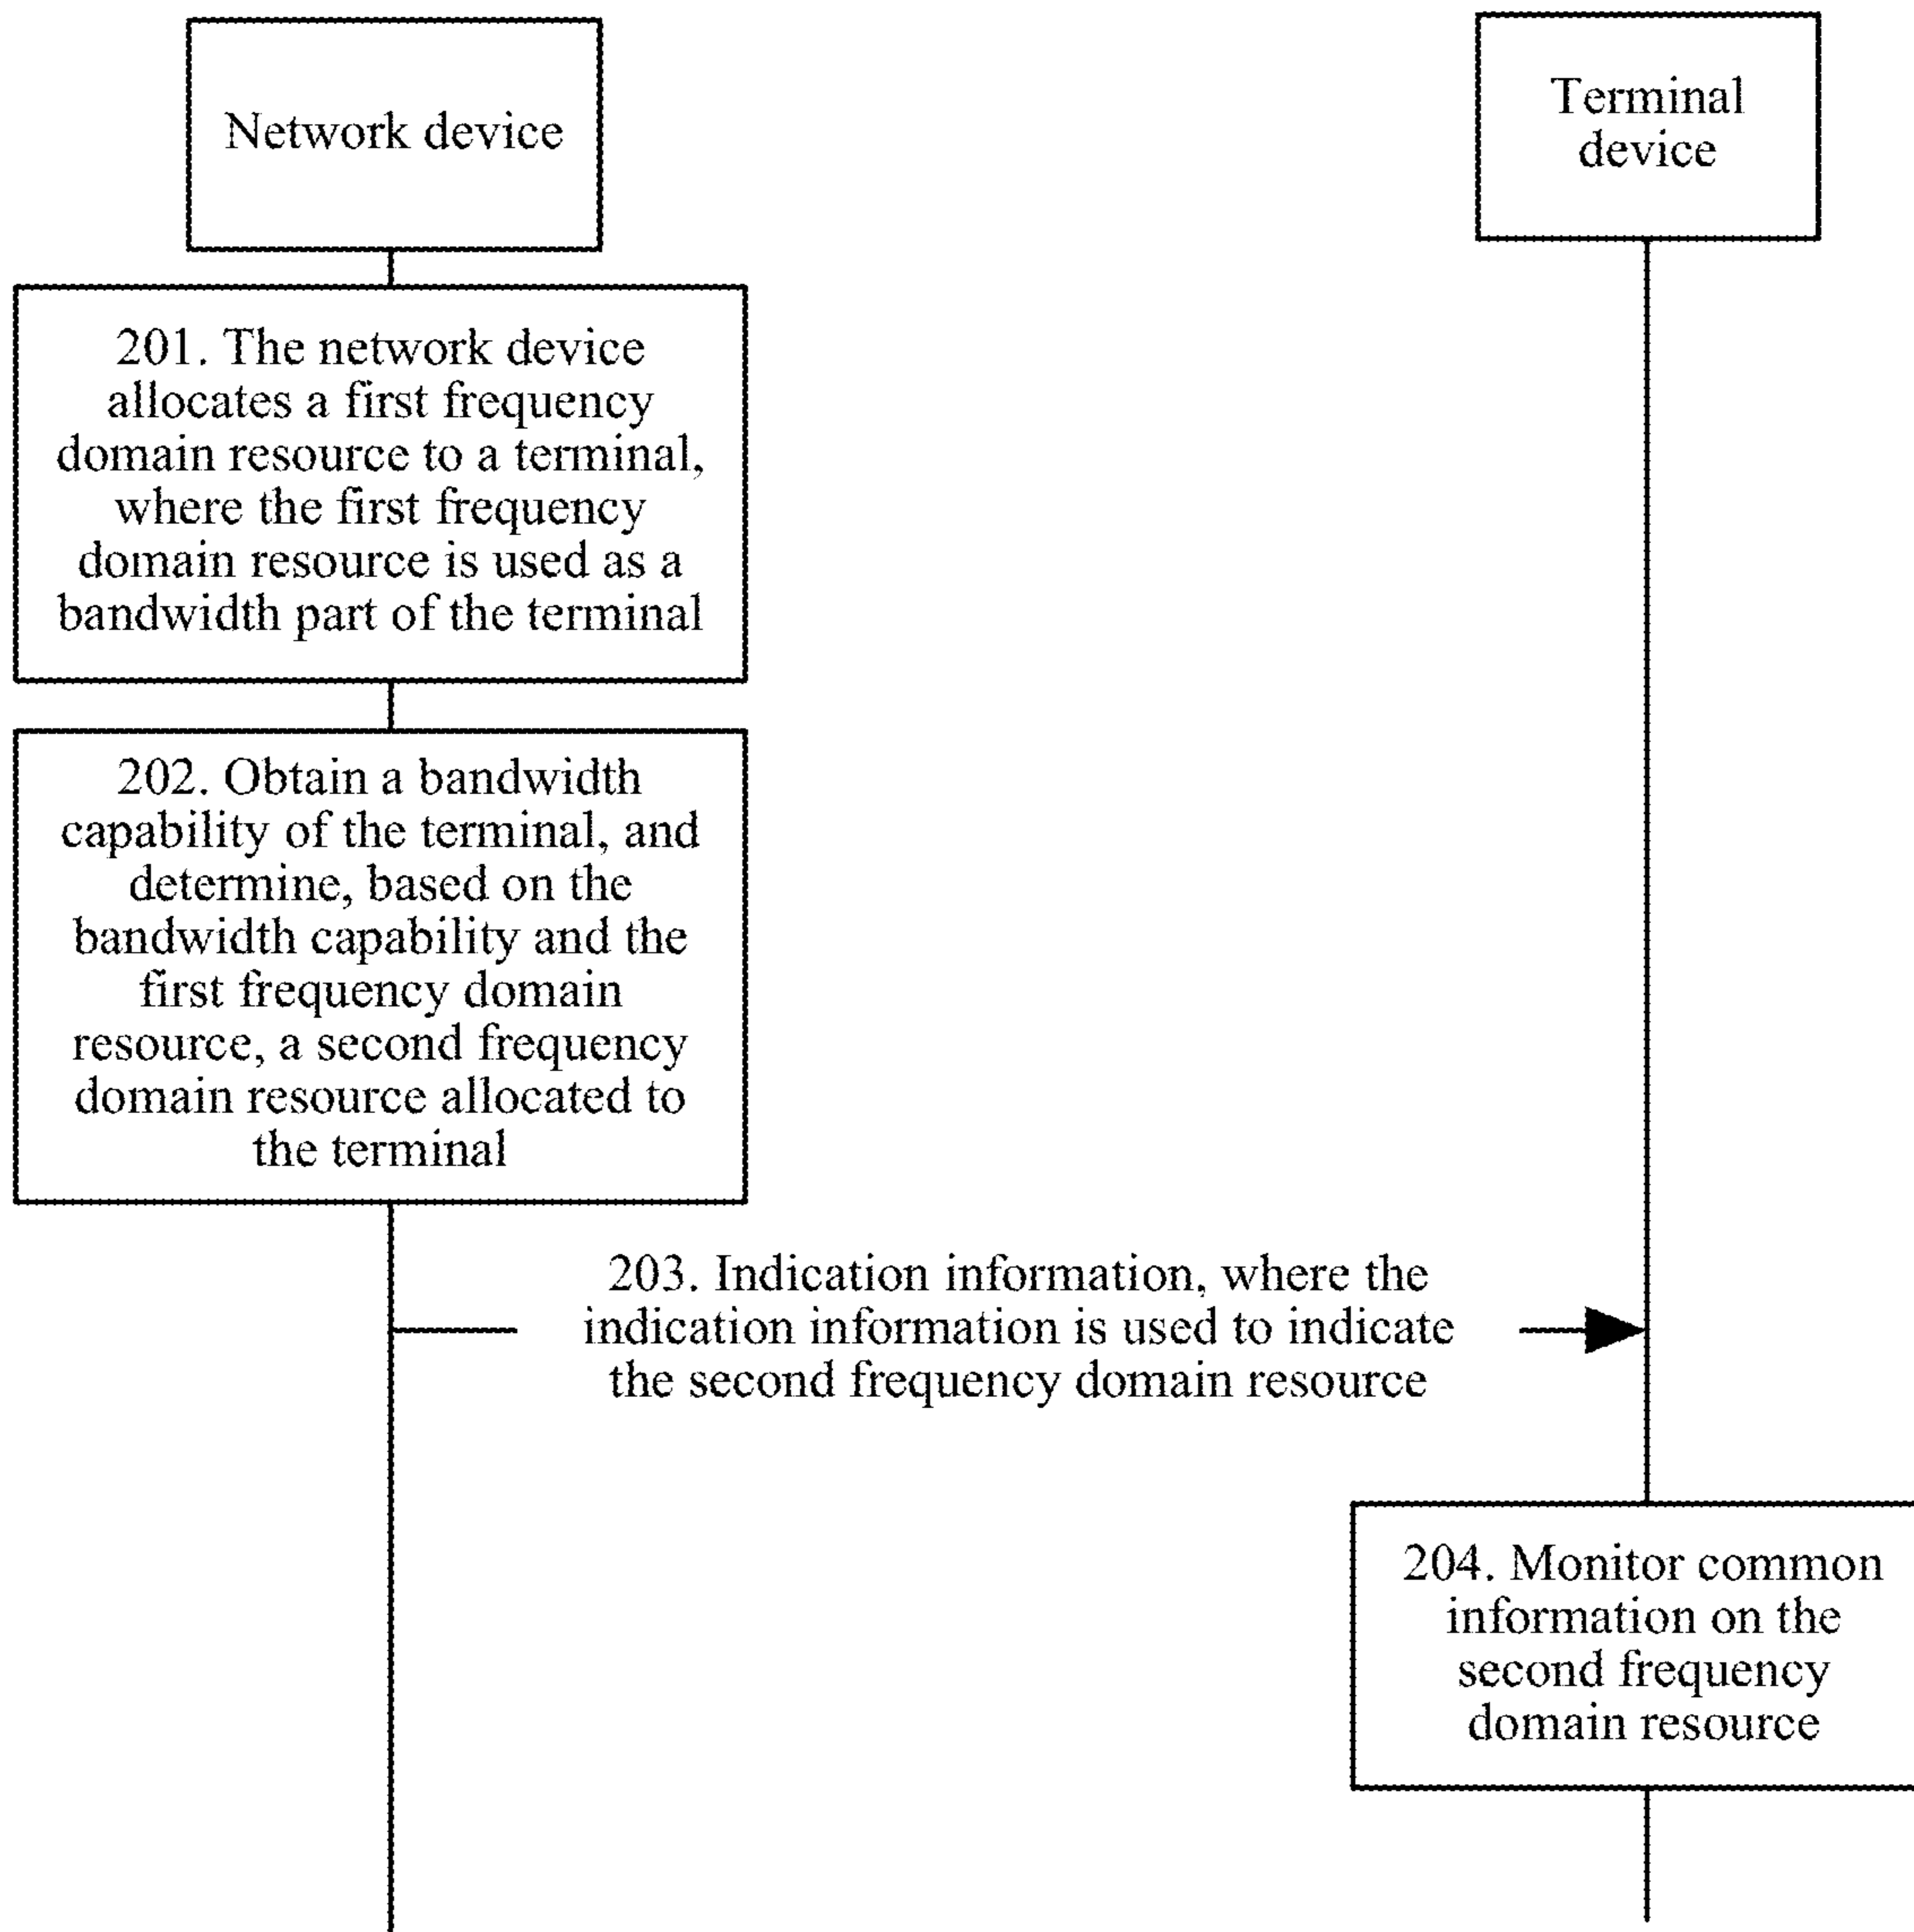 Network device
Terminal
device
201. The network device
allocates a first frequency
domain resource to a terminal,
where the first frequency
domain resource is used as a
bandwidth part of the terminal
202. Obtain a bandwidth
capability of the terminal, and
determine, based on the
bandwidth capability and the
first frequency domain
resource, a second frequency
domain resource allocated to
the terminal
203. Indication information, where the
indication information is used to indicate
the second frequency domain resource
204. Monitor common
information on the
second frequency
domain resource